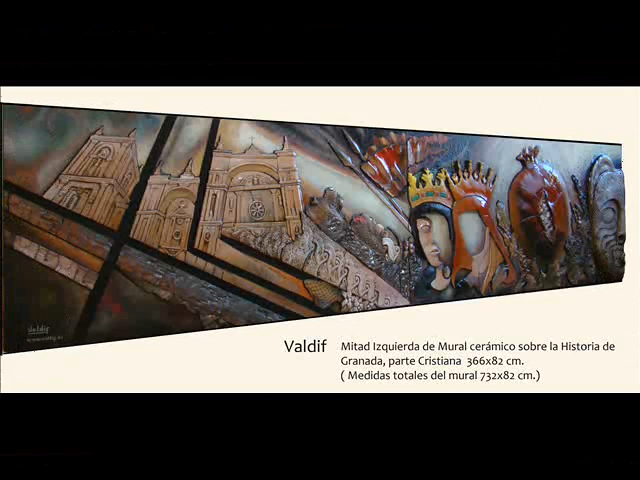 Valdif
Valdif
Mitad Izquierda de Mural cerámico sobre la Historia de
Granada, parte Cristiana 366x82 cm.
( Medidas totales del mural 732x82 cm.)